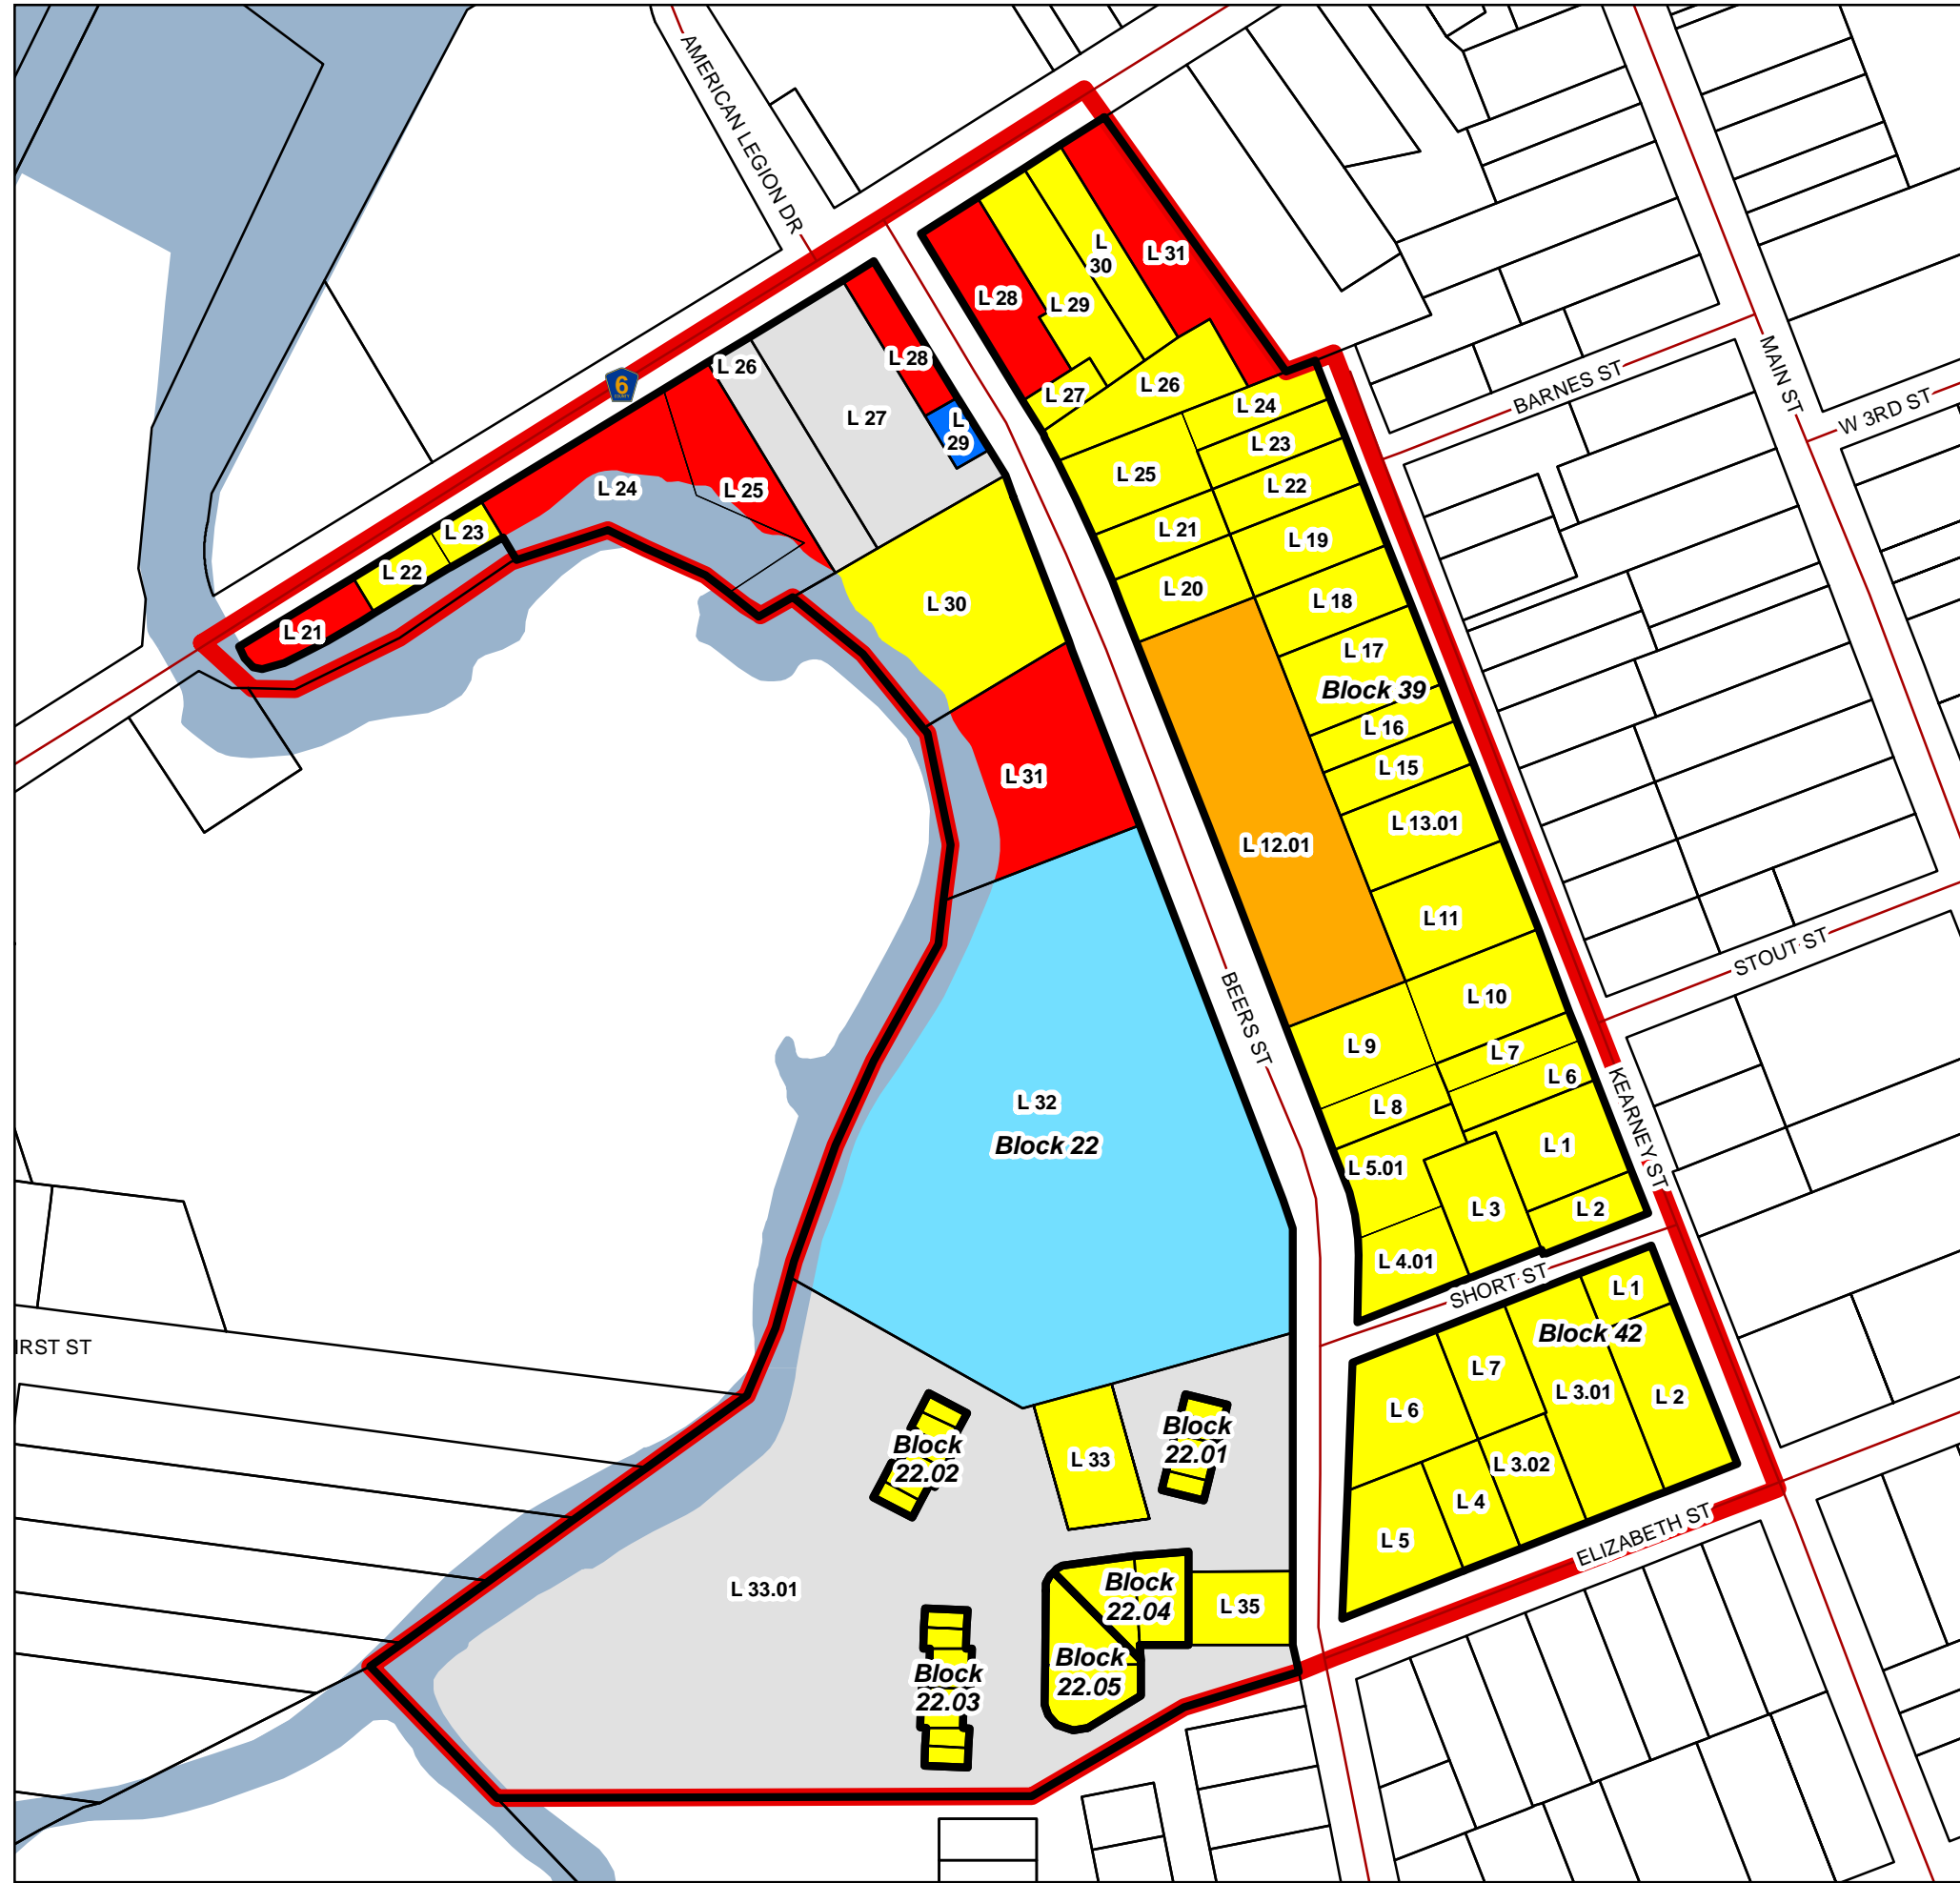 AMERICAN LEGION DR
6
L 31
L
30
L 28
L 29
L 28
L 26
L 27
L 26
L 27
L 24
BARNES ST
MAIN ST
W 3RD ST
L
29
L 23
L 25
L 22
L 24
L 25
L 23
L 21
L 19
L 22
L 20
L 18
L 30
L 21
L 17
Block 39
L 16
L 15
L 31
L 13.01
L 12.01
L 11
STOUT ST
L 10
BEERS ST
L 9
L 7
L 6
L 8
KEARNEY ST
L 32
Block 22
L 1
L 5.01
L 3
L 2
L 4.01
SHORT ST
L 1
IRST ST
Block 42
L 7
L 3.01
L 2
L 6
Block
22.01
Block
22.02
L 33
L 3.02
L 4
L 5
ELIZABETH ST
L 33.01
Block
22.04
L 35
Block
22.05
Block
22.03